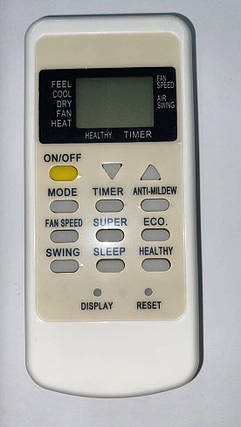 FEEL
COOL
DRY
FAN
HEAT
FAN
SPEED
AIR
SWING
HEALTHY TIMER
ON/OFF
MODE TIMER ANTI-MILDEW
FAN SPEED SUPER ECO.
SWING SLEEP HEALTHY
DISPLAY RESET